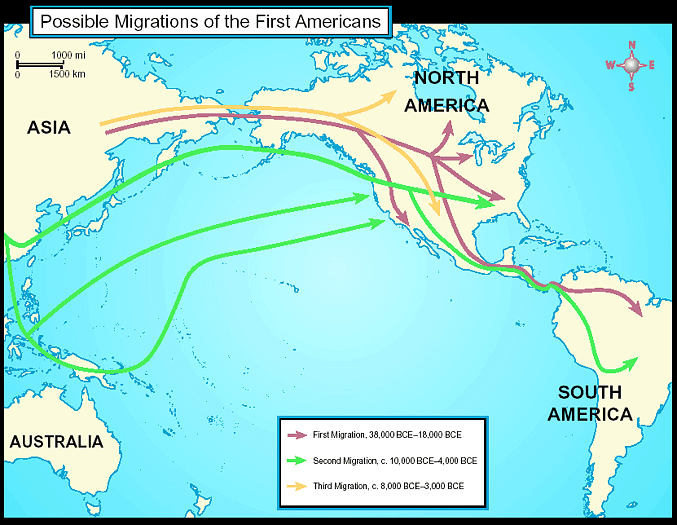 Possible Migrations of the First Americans
0 1000 mi
0 1500 km
N
W E
S
NORTH
AMERICA
ASIA
SOUTH
AMERICA
AUSTRALIA
First Migration, 38,000 BCE–18,000 BCE
Second Migration, c. 10,000 BCE–4,000 BCE
Third Migration, c. 8,000 BCE–3,000 BCE